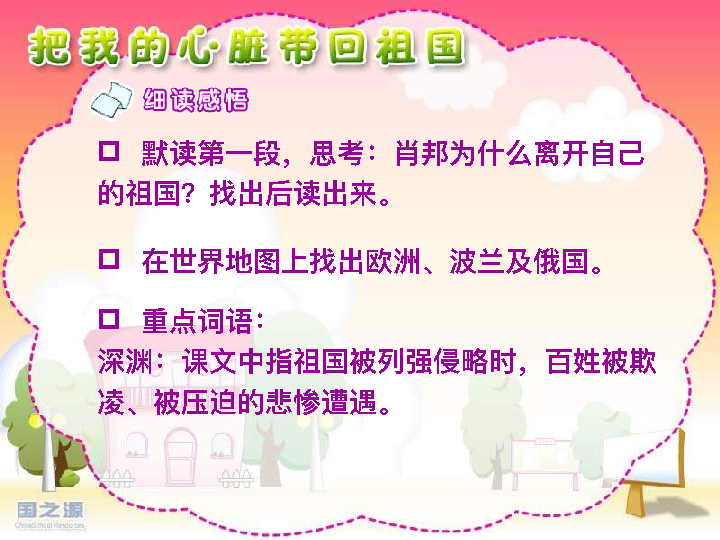 把我的心脏带回祖国
细读感悟
默读第一段，思考：肖邦为什么离开自己
的祖国？找出后读出来。
在世界地图上找出欧洲、波兰及俄国。
重点词语：
深渊：课文中指祖国被列强侵略时，百姓被欺
凌、被压迫的悲惨遭遇。
国之源
ChinaSchool Resources